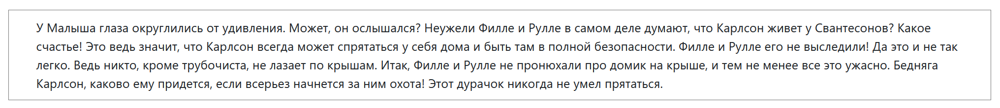 У Малыша глаза округлились от удивления. Может, он ослышался? Неужели Филле и Рулле в самом деле думают, что Карлсон живет у Свантесонов? Какое
счастье! Это ведь значит, что Карлсон всегда может спрятаться у себя дома и быть там в полной безопасности. Филле и Рулле его не выследили! Да это и не так
легко. Ведь никто, кроме трубочиста, не лазает по крышам. Итак, Филле и Рулле не пронюхали про домик на крыше, и тем не менее все это ужасно. Бедняга
Карлсон, каково ему придется, если всерьез начнется за ним охота! Этот дурачок никогда не умел прятаться.